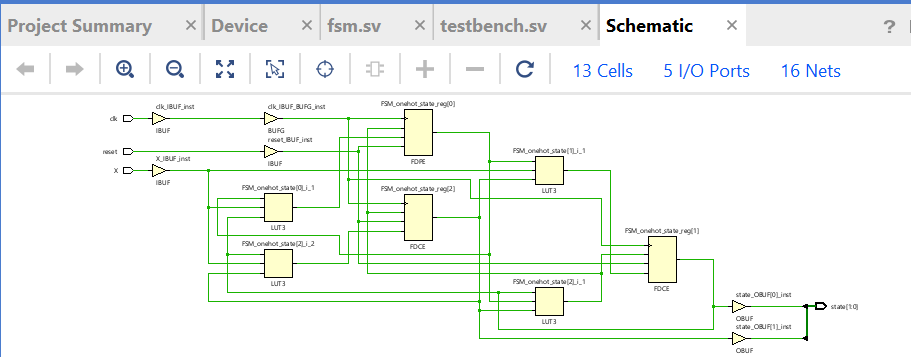 Project Summary
Device
fsm.sv
testbench.sv
Schematic
?
13 Cells
5 I/O Ports
16 Nets
FSM_onehot_state_reg[0]
clk_IBUF_inst
clk_IBUF_BUFG_inst
clk
IBUF
BUFG
reset_IBUF_inst
reset
IBUF
FDPE
X_IBUF_inst
X
IBUF
FSM_onehot_state[1]_i_1
LUT3
FSM_onehot_state[0]_i_1
LUT3
FSM_onehot_state_reg[2]
FDCE
FSM_onehot_state[2]_i_2
LUT3
FSM_onehot_state_reg[1]
FDCE
FSM_onehot_state[2]_i_1
LUT3
state_OBUF[0]_inst
OBUF
state[1:0]
state_OBUF[1]_inst
OBUF